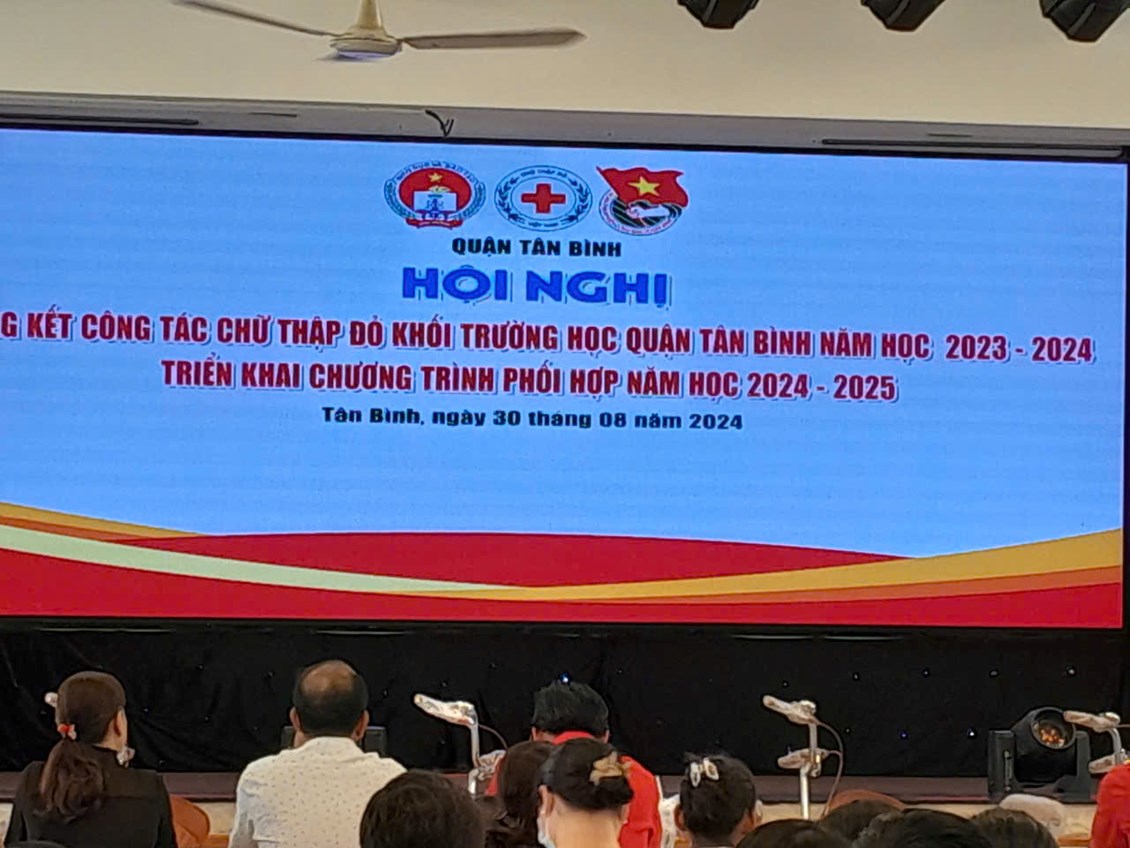 QUẬN TÂN BÌNH
HỘI NGHỊ
G KẾT CÔNG TÁC CHỮ THẬP ĐỎ KHỐI TRƯỜNG HỌC QUẬN TÂN BÌNH NĂM HỌC 2023 - 2024
TRIỂN KHAI CHƯƠNG TRÌNH PHỐI HỢP NĂM HỌC 2024 - 2025
Tân Bình, ngày 30 tháng 08 năm 2024